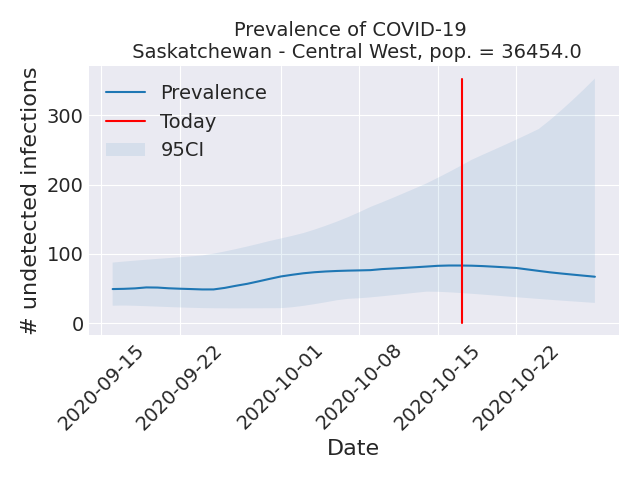 Prevalence of COVID-19
Saskatchewan - Central West, pop. = 36454.0
# undetected infections
300
200
100
0
Prevalence
Today
95CI
2020-09-15
2020-09-22
2020-10-01
2020-10-08
2020-10-15
2020-10-22
Date